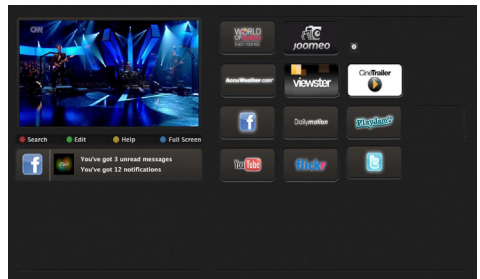 CNN
Search
Edit
Help
Full Screen
You've got 3 unread messages
You've got 12 notifications
WORLD
OF
joomeo
AccuWeather.com
viewster
CineTrailer
f
Dailymotion
Playjam
YouTube
flickr
t